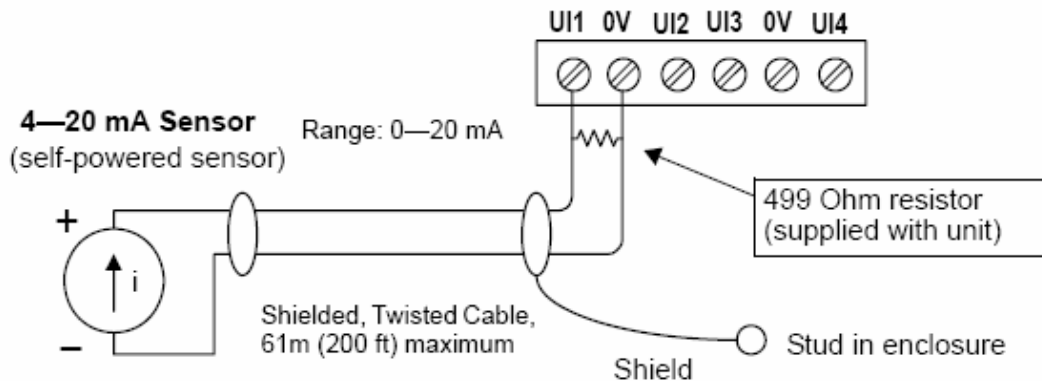 UI1 0V UI2 UI3 0V UI4
4—20 mA Sensor
(self-powered sensor)
Range: 0—20 mA
499 Ohm resistor
(supplied with unit)
+
i
–
Shielded, Twisted Cable,
61m (200 ft) maximum
Shield
Stud in enclosure